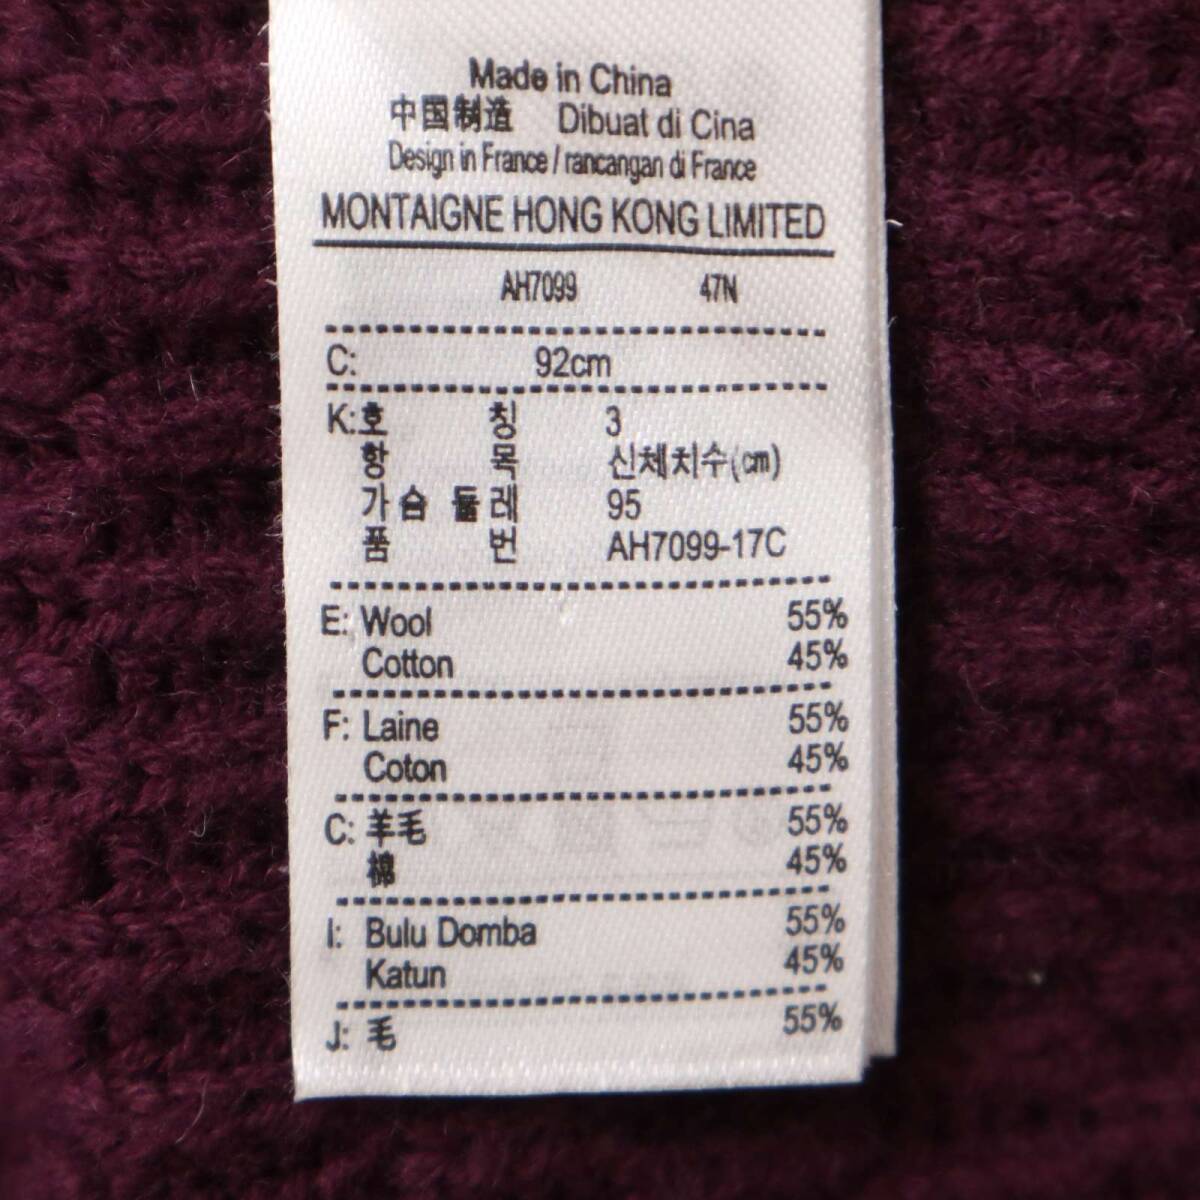 Made in China
中国制造 Dibuat di Cina
Design in France / rancangan di France
MONTAIGNE HONG KONG LIMITED
AH7099 47N
C: 92cm
K:호 칭 3
항 목 신체치수(cm)
가 슴 둘 레 95
품 번 AH7099-17C
E: Wool 55%
Cotton 45%
F: Laine 55%
Coton 45%
C: 羊毛 55%
棉 45%
I: Bulu Domba 55%
Katun 45%
J: 毛 55%